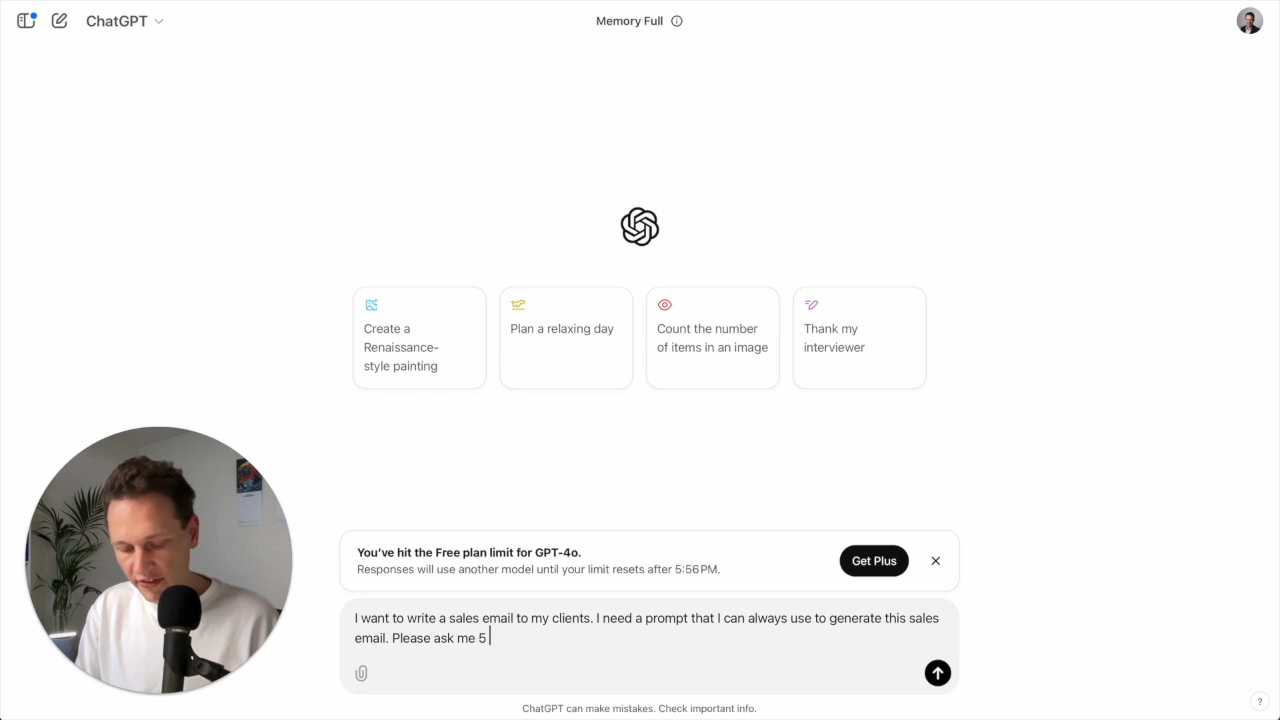 ChatGPT
Memory Full
Create a
Renaissance-
style painting
Plan a relaxing day
Count the number
of items in an image
Thank my
interviewer
You've hit the Free plan limit for GPT-4o.
Responses will use another model until your limit resets after 5:56 PM.
Get Plus
I want to write a sales email to my clients. I need a prompt that I can always use to generate this sales
email. Please ask me 5
ChatGPT can make mistakes. Check important info.
?